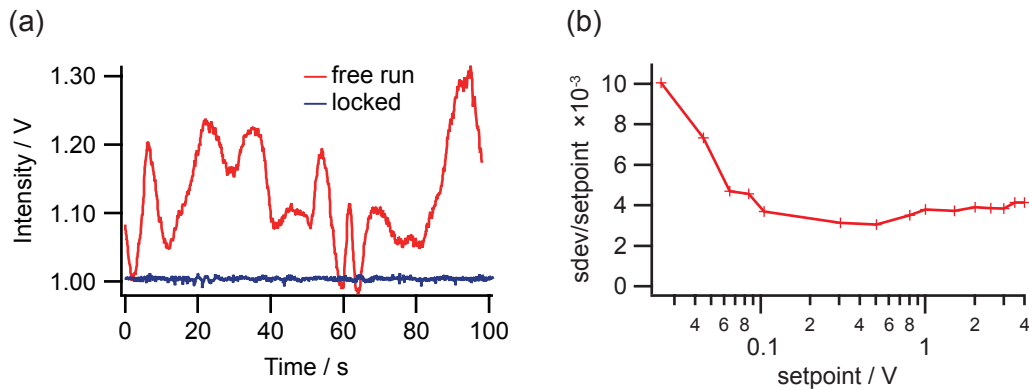 (a)
Intensity / V
1.30
1.20
1.10
1.00
free run
locked
0 20 40 60 80 100
Time / s
(b)
sdev/setpoint ×10⁻³
10
8
6
4
2
0
4 6 8 2 4 6 8 2 4
0.1 1
setpoint / V